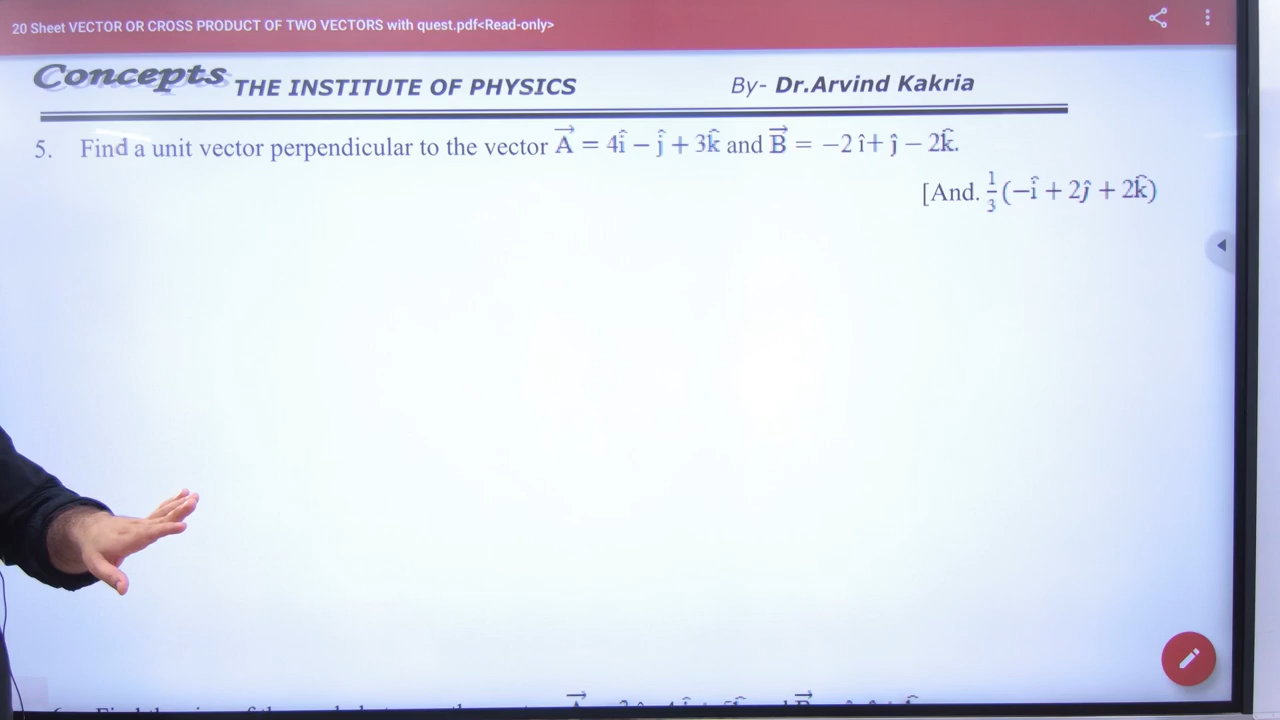 20 Sheet VECTOR OR CROSS PRODUCT OF TWO VECTORS with quest.pdf<Read-only>
Concepts THE INSTITUTE OF PHYSICS By- Dr.Arvind Kakria
5. Find a unit vector perpendicular to the vector A⃗ = 4î − ĵ + 3k̂ and B⃗ = −2 î+ ĵ − 2k̂.
[And. 1/3 (−î + 2ĵ + 2k̂)